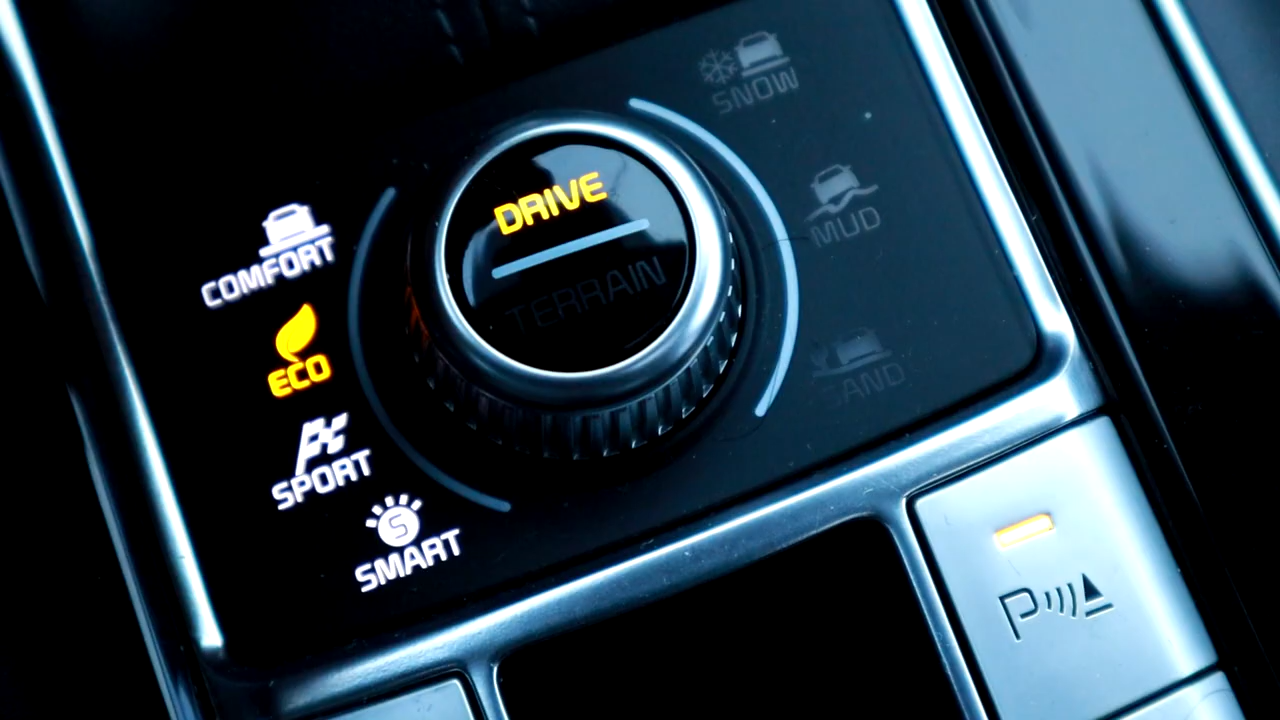 COMFORT
ECO
SPORT
S
SMART
DRIVE
TERRAIN
SNOW
MUD
SAND
P